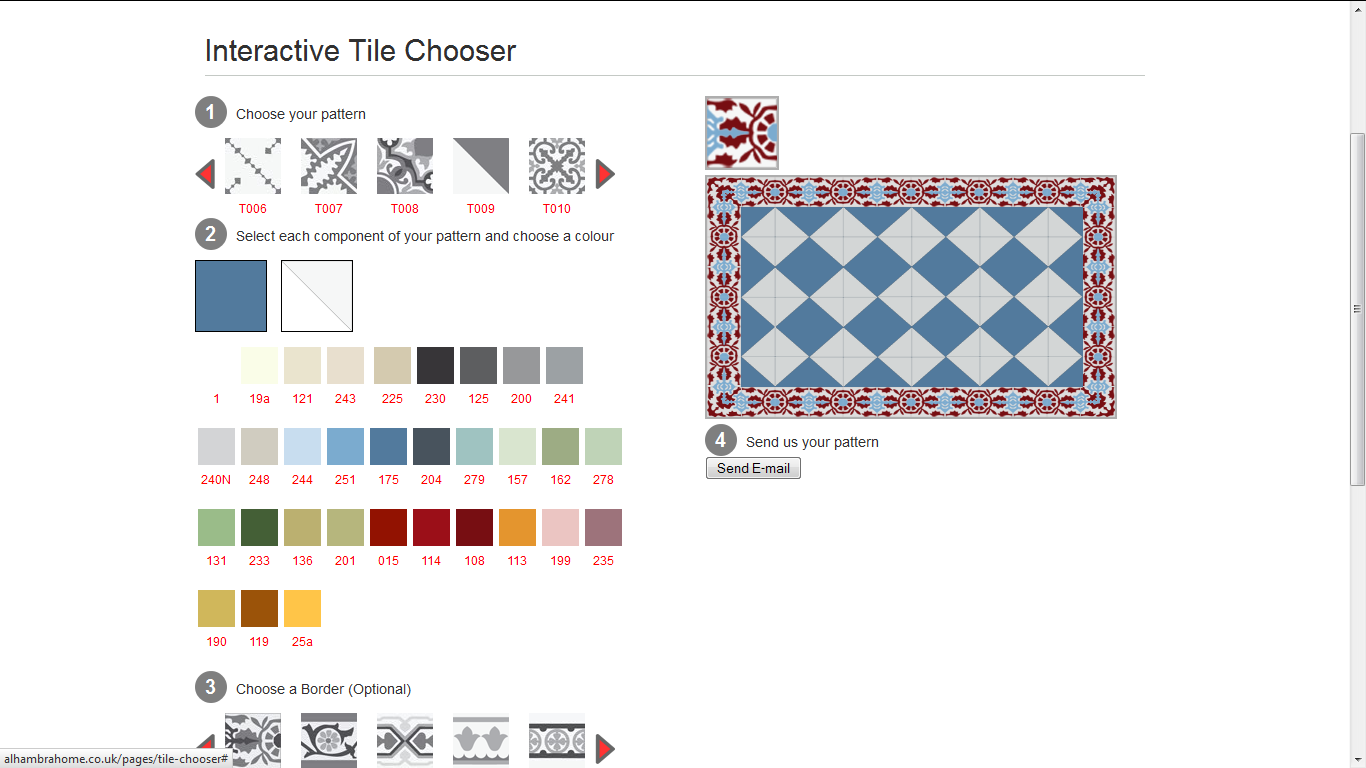 Interactive Tile Chooser
1 Choose your pattern
T006 T007 T008 T009 T010
2 Select each component of your pattern and choose a colour
1 19a 121 243 225 230 125 200 241
240N 248 244 251 175 204 279 157 162 278
131 233 136 201 015 114 108 113 199 235
190 119 25a
3 Choose a Border (Optional)
4 Send us your pattern
Send E-mail
alhambrahome.co.uk/pages/tile-chooser#